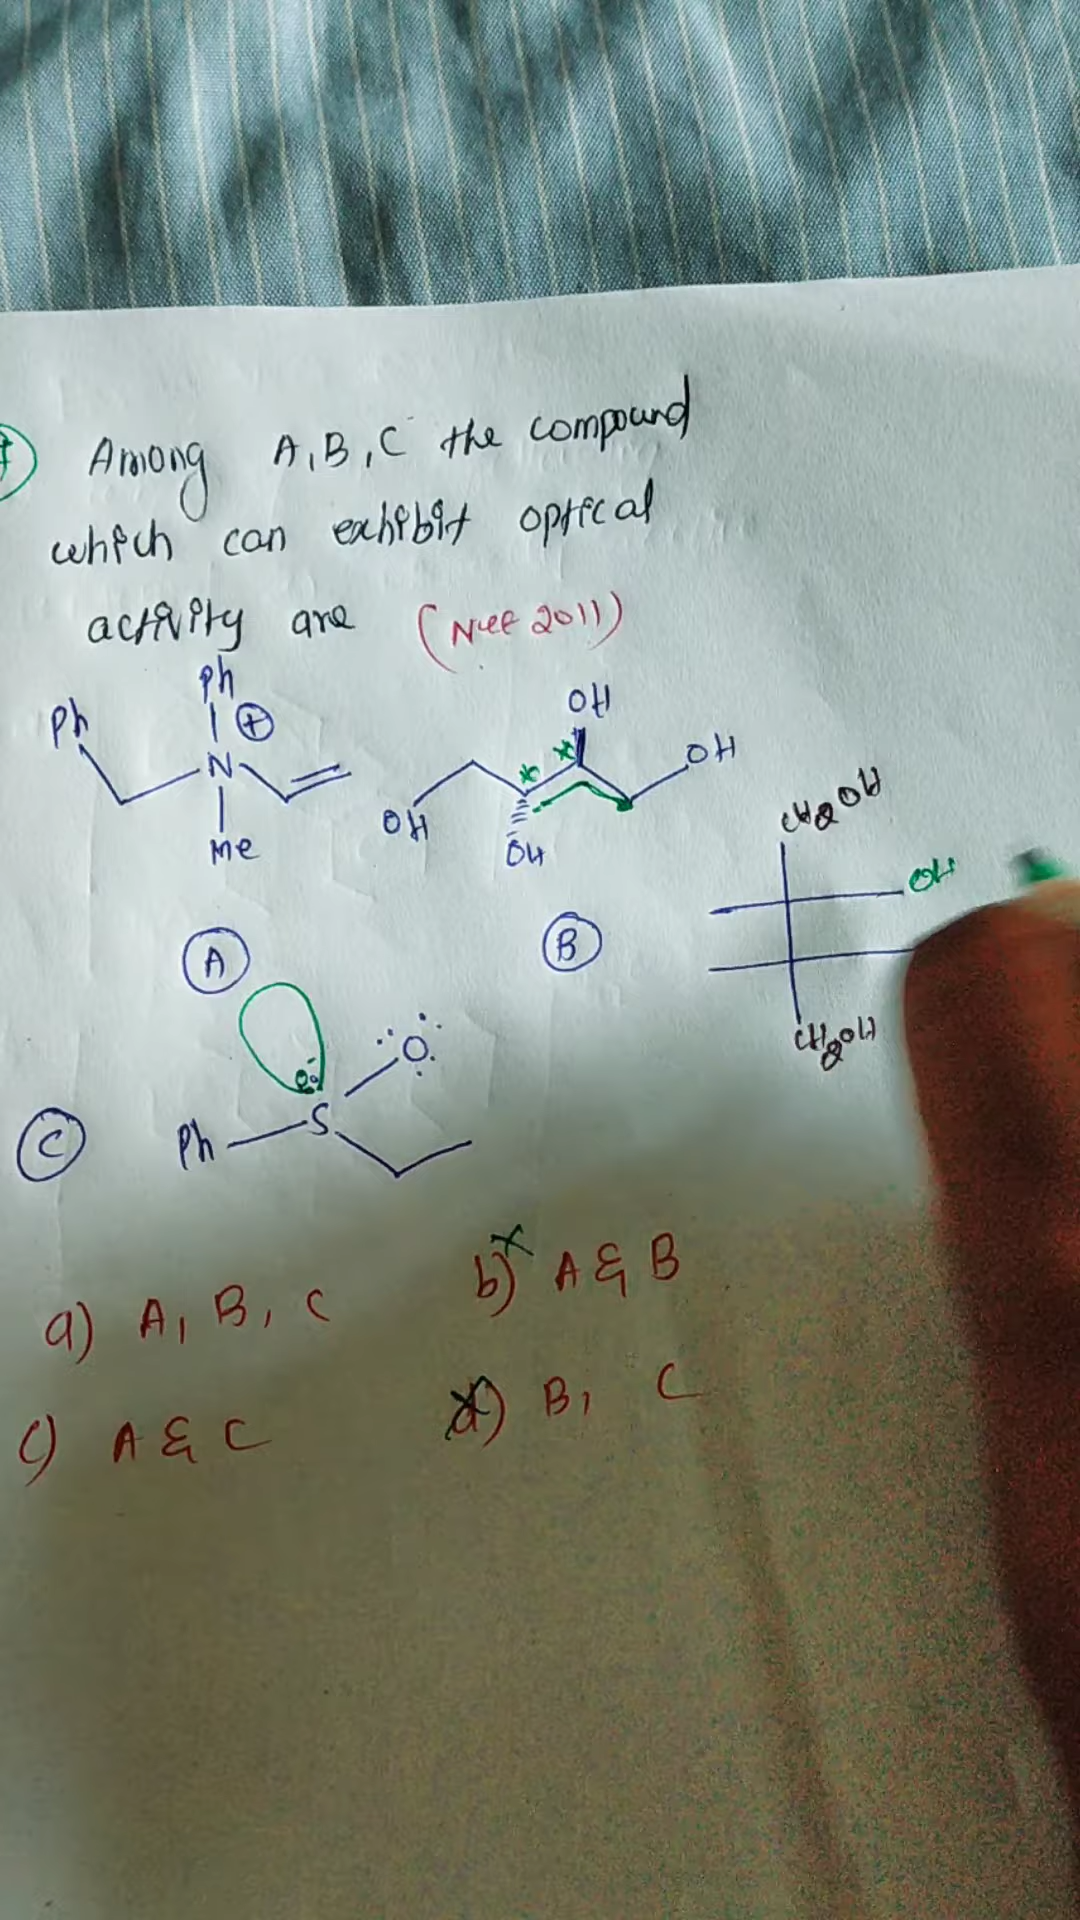 Among A, B, C the compound
which can exhibit optical
activity are (Neet 2011)
Ph
Ph
+
N
Me
OH
OH
OH
OH
CH2OH
OH
CH2OH
A
B
C
O
S
Ph
a) A, B, C
b) A & B
c) A & C
d) B, C